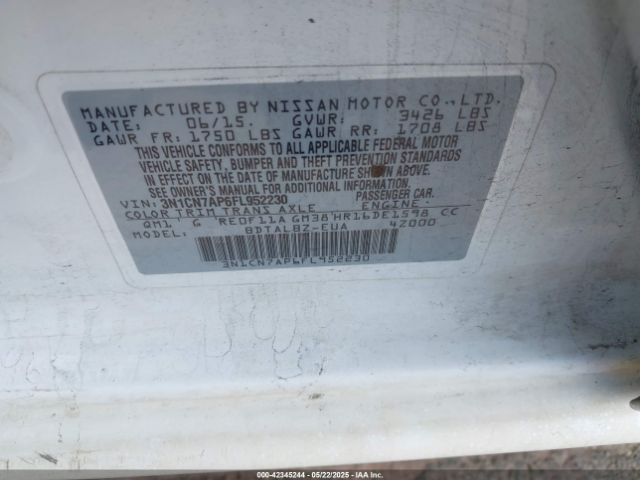 MANUFACTURED BY NISSAN MOTOR CO.,LTD.
DATE: 06/15. GVWR: 3426 LBS
GAWR FR: 1750 LBS GAWR RR: 1708 LBS
THIS VEHICLE CONFORMS TO ALL APPLICABLE FEDERAL MOTOR
VEHICLE SAFETY, BUMPER AND THEFT PREVENTION STANDARDS
IN EFFECT ON THE DATE OF MANUFACTURE SHOWN ABOVE.
SEE OWNER'S MANUAL FOR ADDITIONAL INFORMATION
VIN: 3N1CN7AP6FL952230 PASSENGER CAR.
COLOR TRIM TRANS AXLE ENGINE
QM1 G RE0F11A GM38 HR16DE1598 CC
MODEL: BDTALBZ-EUA 42000
3N1CN7AP6FL952230
000-42345244 - 05/22/2025 - IAA, Inc.